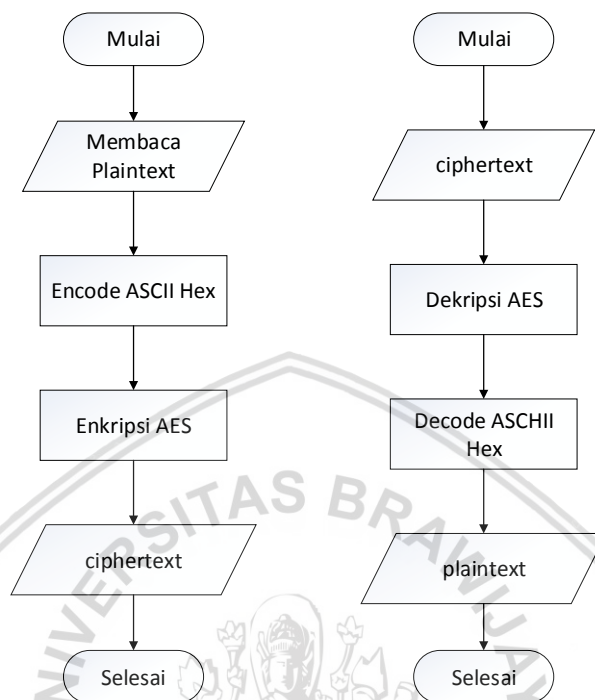 Mulai
Membaca
Plaintext
Encode ASCII Hex
Enkripsi AES
ciphertext
Selesai
Mulai
ciphertext
Dekripsi AES
Decode ASCHII
Hex
plaintext
Selesai
UNIVERSITAS BRAWIJAY